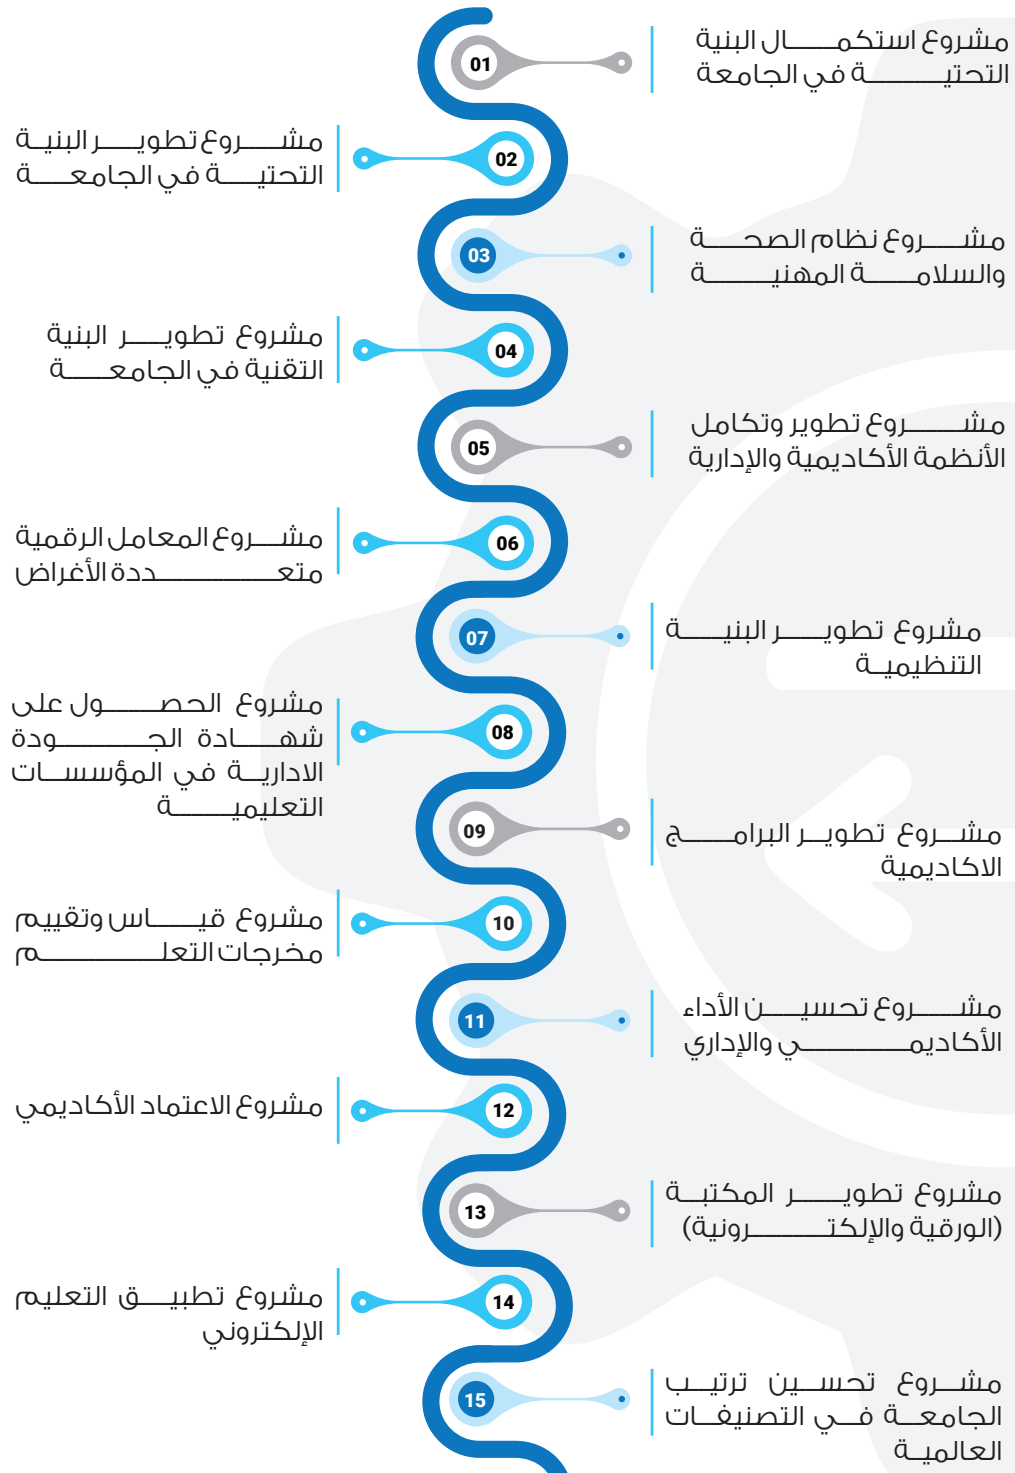 01
مشروع استكمال البنية
التحتية في الجامعة
02
مشروع تطوير البنية
التحتية في الجامعة
03
مشروع نظام الصحة
والسلامة المهنية
04
مشروع تطوير البنية
التقنية في الجامعة
05
مشروع تطوير وتكامل
الأنظمة الأكاديمية والإدارية
06
مشروع المعامل الرقمية
متعددة الأغراض
07
مشروع تطوير البنية
التنظيمية
08
مشروع الحصول على
شهادة الجودة
الادارية في المؤسسات
التعليمية
09
مشروع تطوير البرامج
الاكاديمية
10
مشروع قياس وتقييم
مخرجات التعلم
11
مشروع تحسين الأداء
الأكاديمي والإداري
12
مشروع الاعتماد الأكاديمي
13
مشروع تطوير المكتبة
(الورقية والإلكترونية)
14
مشروع تطبيق التعليم
الإلكتروني
15
مشروع تحسين ترتيب
الجامعة في التصنيفات
العالمية